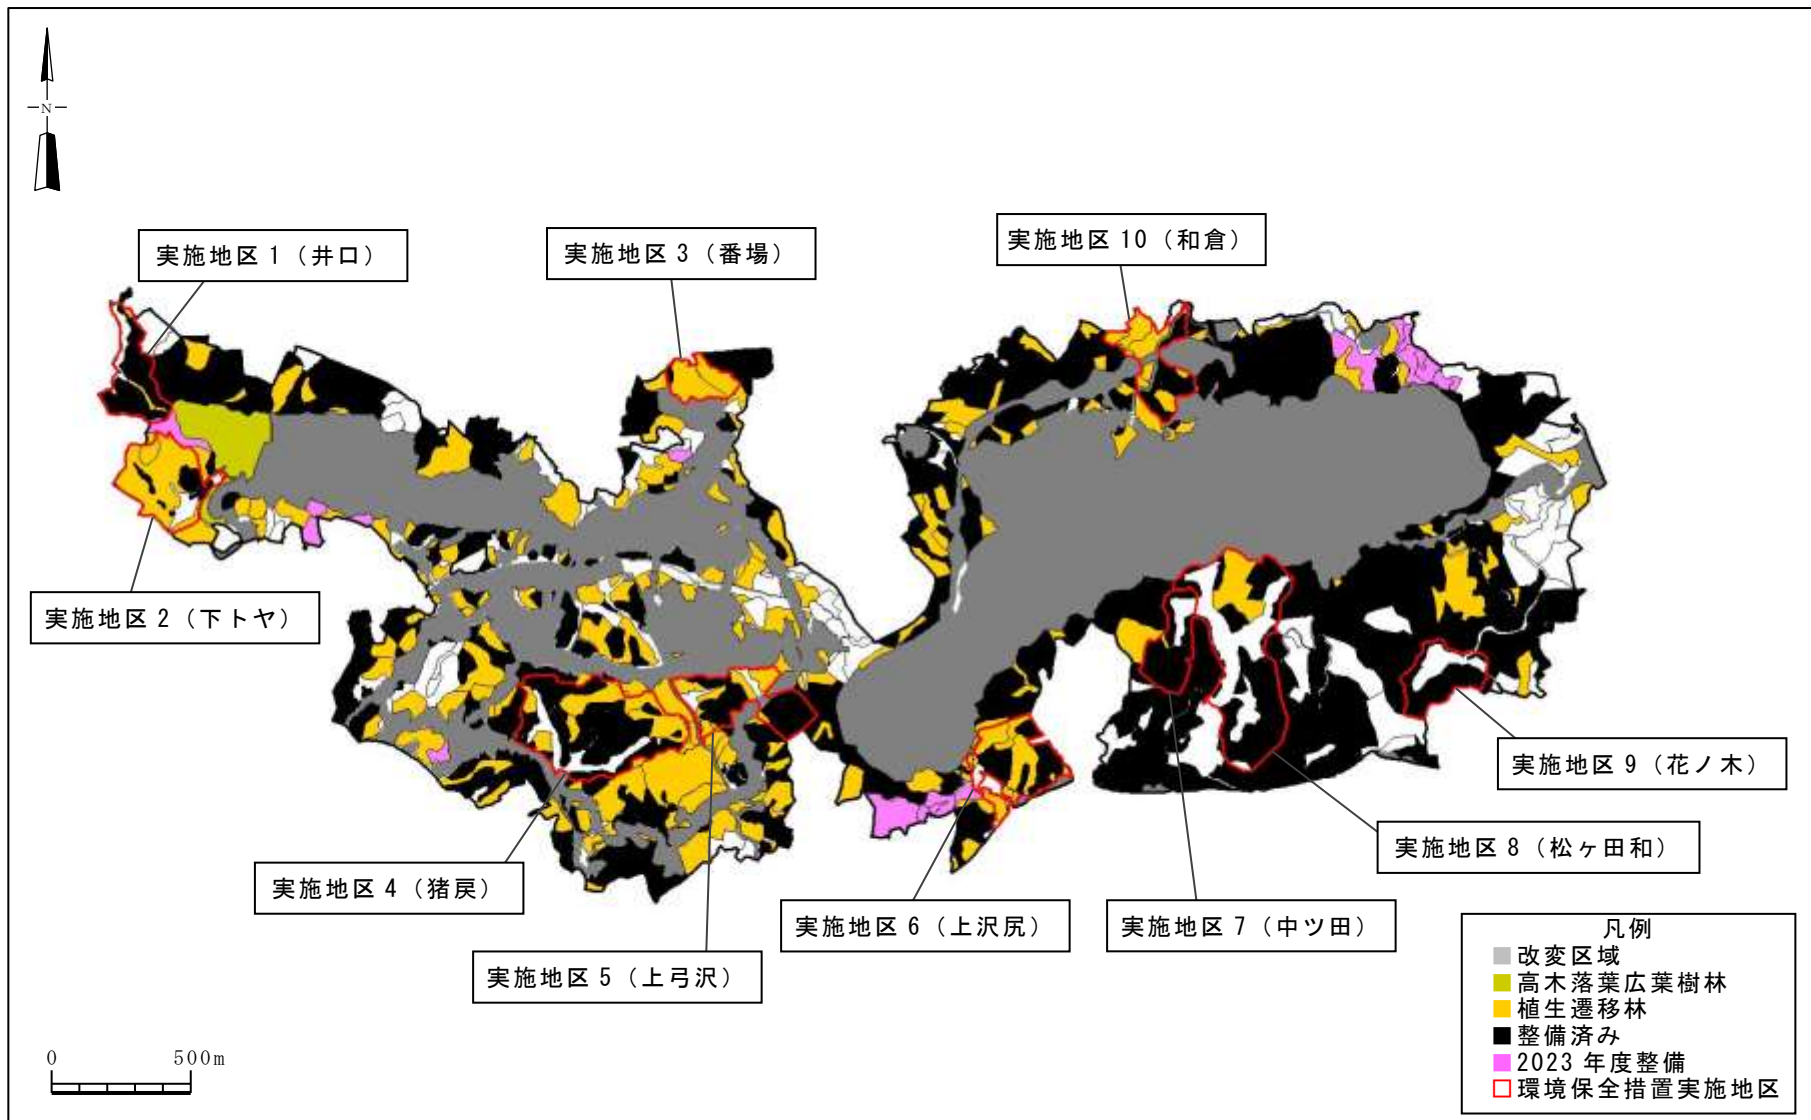 N
実施地区 1（井口）
実施地区 3（番場）
実施地区 10（和倉）
実施地区 2（下トヤ）
実施地区 4（猪戻）
実施地区 5（上弓沢）
実施地区 6（上沢尻）
実施地区 7（中ツ田）
実施地区 8（松ヶ田和）
実施地区 9（花ノ木）
凡例
改変区域
高木落葉広葉樹林
植生遷移林
整備済み
2023 年度整備
環境保全措置実施地区
0 500m